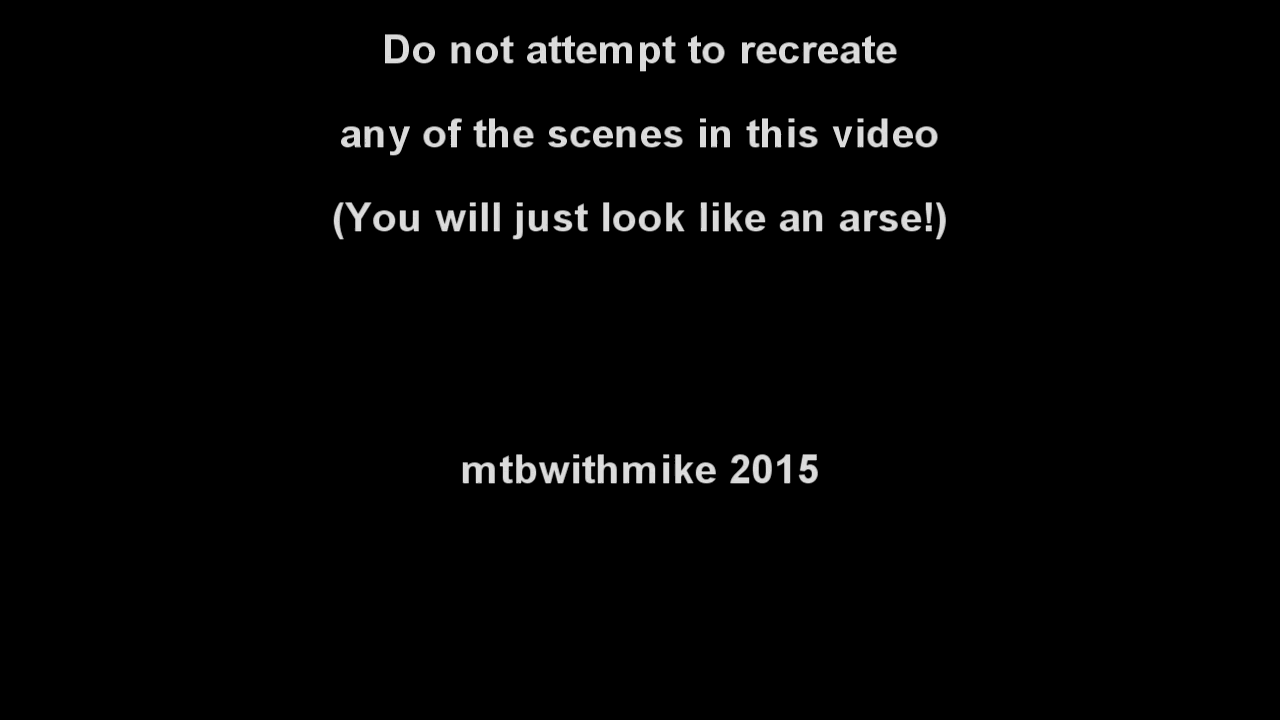 Do not attempt to recreate
any of the scenes in this video
(You will just look like an arse!)
mtbwithmike 2015